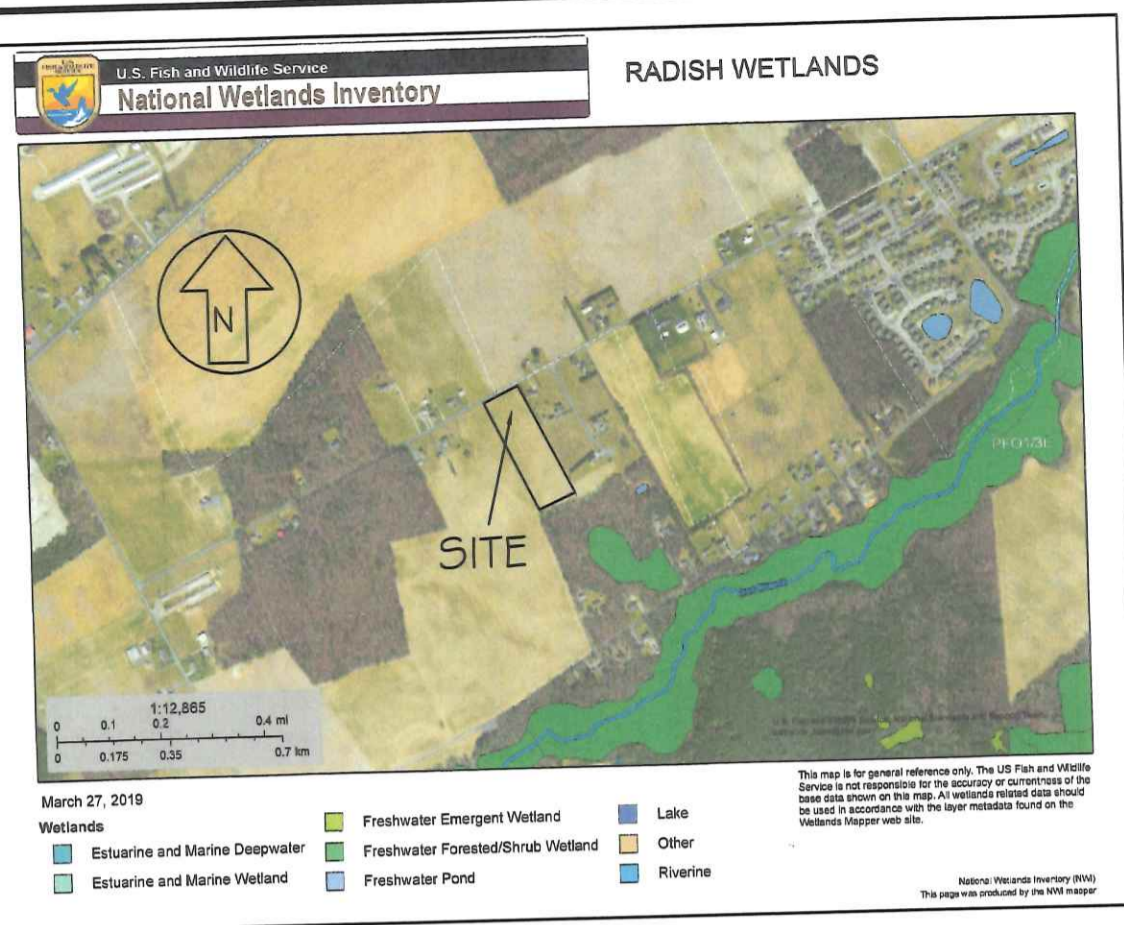 U.S. Fish and Wildlife Service
National Wetlands Inventory
RADISH WETLANDS
N
SITE
PFO1/3E
1:12,865
0 0.1 0.2 0.4 mi
0 0.175 0.35 0.7 km
March 27, 2019
Wetlands
Estuarine and Marine Deepwater
Estuarine and Marine Wetland
Freshwater Emergent Wetland
Freshwater Forested/Shrub Wetland
Freshwater Pond
Lake
Other
Riverine
This map is for general reference only. The US Fish and Wildlife
Service is not responsible for the accuracy or currentness of the
base data shown on this map. All wetlands related data should
be used in accordance with the layer metadata found on the
Wetlands Mapper web site.
National Wetlands Inventory (NWI)
This page was produced by the NWI mapper